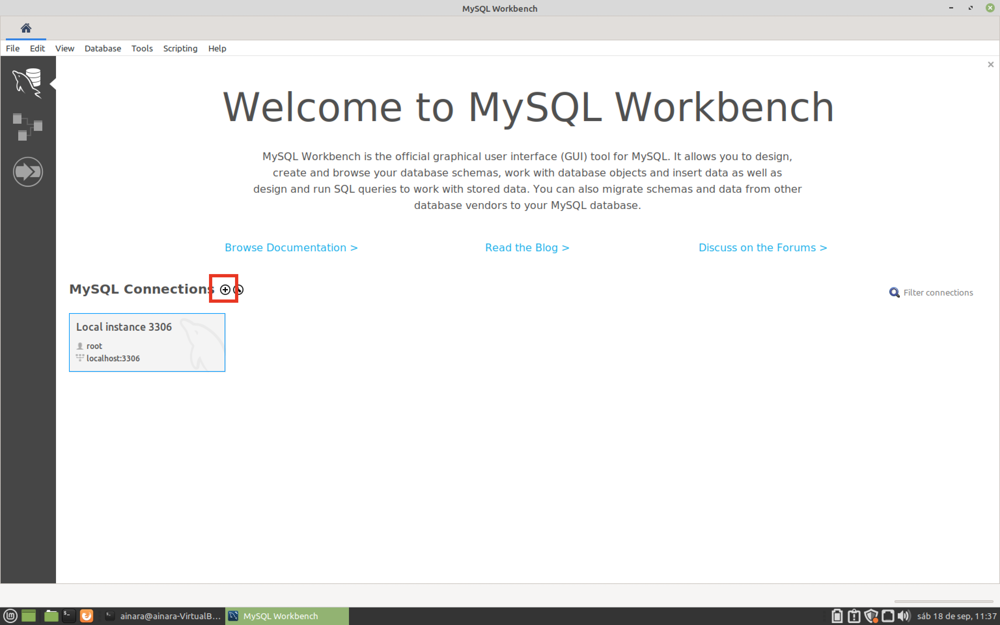 MySQL Workbench
File Edit View Database Tools Scripting Help
Welcome to MySQL Workbench
MySQL Workbench is the official graphical user interface (GUI) tool for MySQL. It allows you to design,
create and browse your database schemas, work with database objects and insert data as well as
design and run SQL queries to work with stored data. You can also migrate schemas and data from other
database vendors to your MySQL database.
Browse Documentation > Read the Blog > Discuss on the Forums >
MySQL Connections
Filter connections
Local instance 3306
root
localhost:3306
ainara@ainara-VirtualB... MySQL Workbench sáb 18 de sep, 11:37